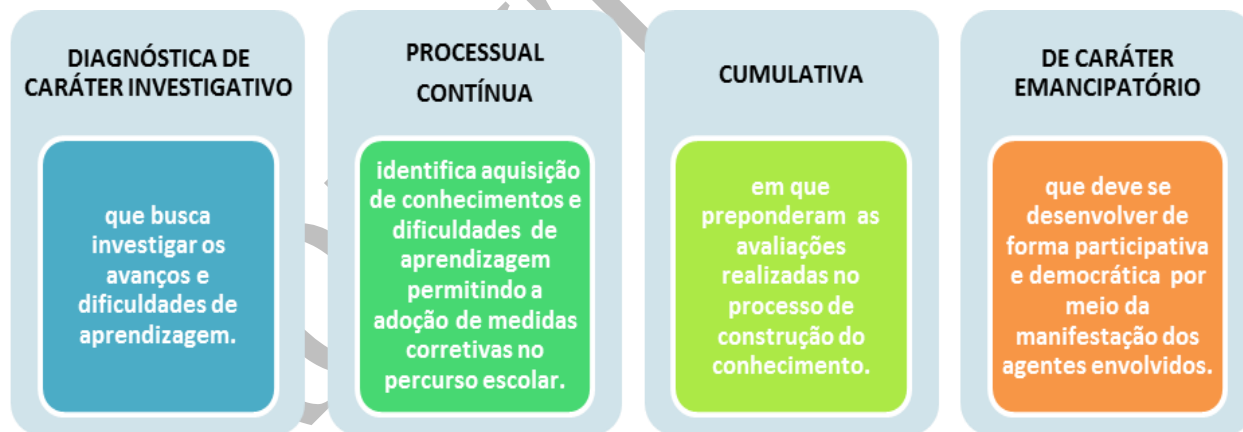 DIAGNÓSTICA DE
CARÁTER INVESTIGATIVO
que busca
investigar os
avanços e
dificuldades de
aprendizagem.
PROCESSUAL
CONTÍNUA
identifica aquisição
de conhecimentos e
dificuldades de
aprendizagem
permitindo a
adoção de medidas
corretivas no
percurso escolar.
CUMULATIVA
em que
preponderam as
avaliações
realizadas no
processo de
construção do
conhecimento.
DE CARÁTER
EMANCIPATÓRIO
que deve se
desenvolver de
forma participativa
e democrática por
meio da
manifestação dos
agentes envolvidos.